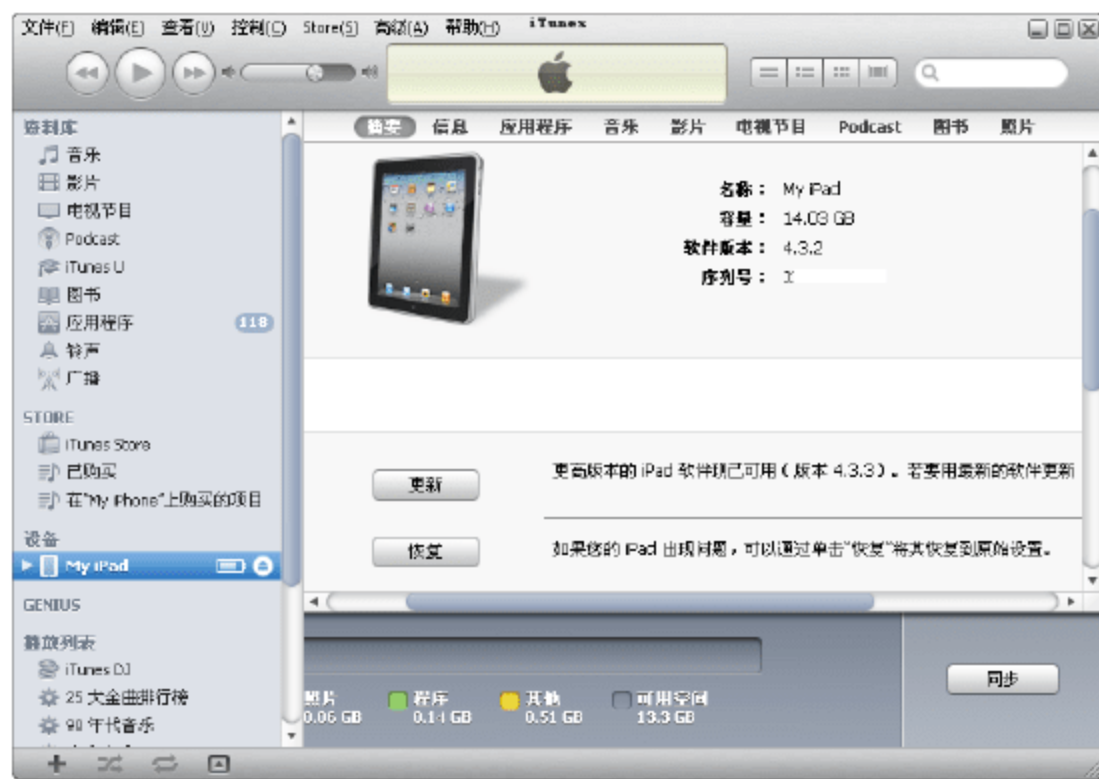 文件(F) 编辑(E) 查看(V) 控制(C) Store(S) 高级(A) 帮助(H) iTunes
资料库
音乐
影片
电视节目
Podcast
iTunes U
图书
应用程序 118
铃声
广播
STORE
iTunes Store
已购买
在"My iPhone"上购买的项目
设备
My iPad
GENIUS
播放列表
iTunes DJ
25 大金曲排行榜
90 年代音乐
摘要 信息 应用程序 音乐 影片 电视节目 Podcast 图书 照片
名称： My iPad
容量： 14.03 GB
软件版本： 4.3.2
序列号：
更新 更高版本的 iPad 软件现已可用（版本 4.3.3）。若要用最新的软件更新
恢复 如果您的 iPad 出现问题，可以通过单击"恢复"将其恢复到原始设置。
照片 程序 其他 可用空间
0.06 GB 0.14 GB 0.51 GB 13.3 GB
同步